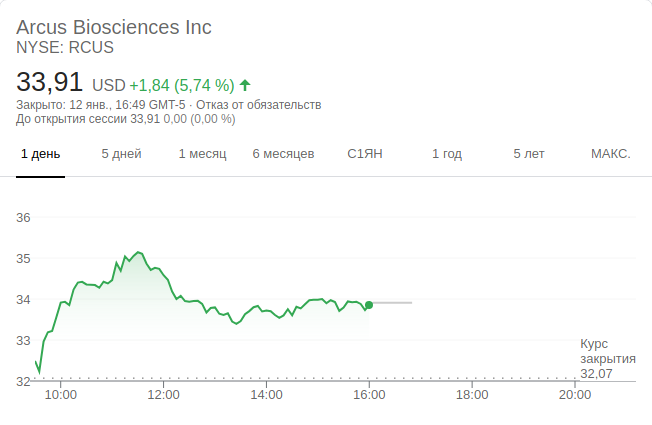 Arcus Biosciences Inc
NYSE: RCUS
33,91 USD +1,84 (5,74 %)
Закрыто: 12 янв., 16:49 GMT-5 · Отказ от обязательств
До открытия сессии 33,91 0,00 (0,00 %)
1 день 5 дней 1 месяц 6 месяцев С1ЯН 1 год 5 лет МАКС.
36
35
34
33
32
Курс
закрытия
32,07
10:00 12:00 14:00 16:00 18:00 20:00